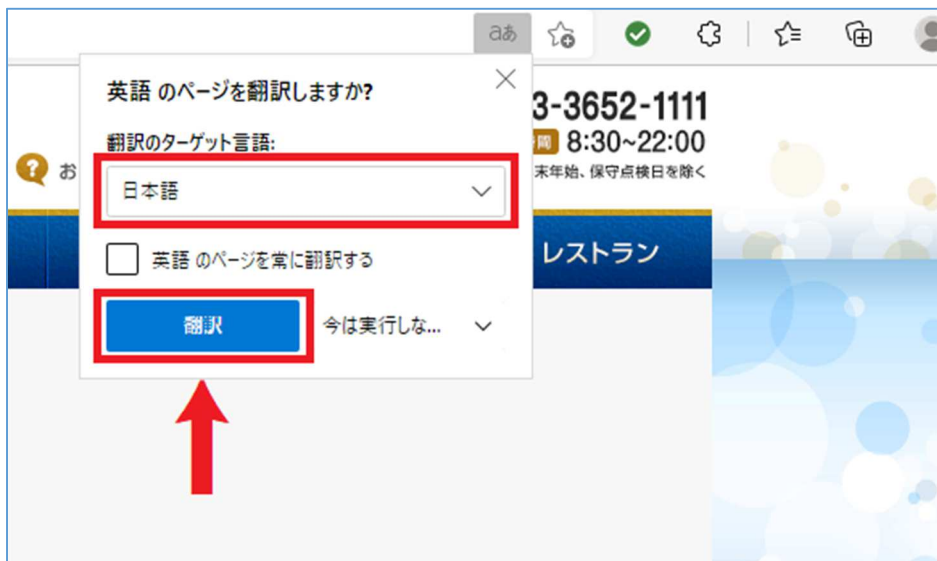 aあ
英語 のページを翻訳しますか?
3-3652-1111
翻訳のターゲット言語:
間 8:30~22:00
? お
末年始、保守点検日を除く
日本語
英語 のページを常に翻訳する
レストラン
翻訳
今は実行しな...